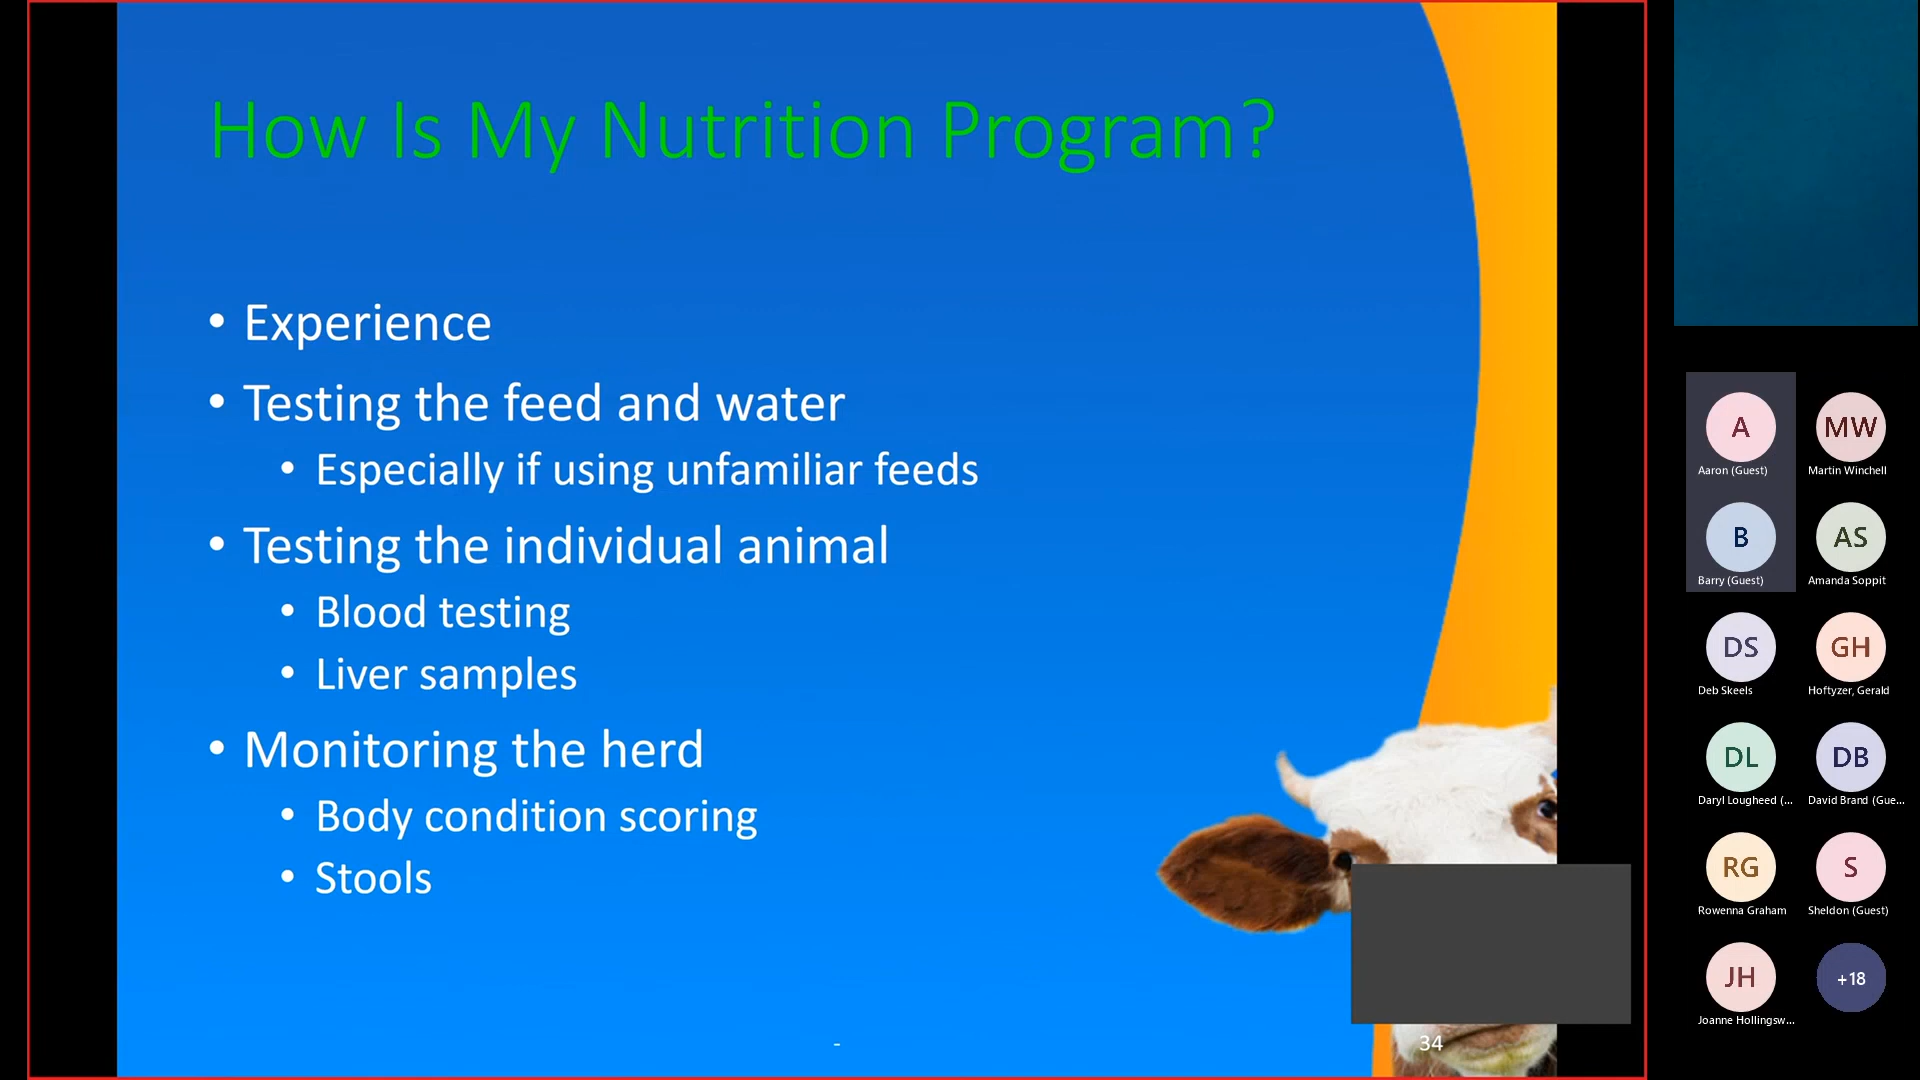 How Is My Nutrition Program?
• Experience
• Testing the feed and water
• Especially if using unfamiliar feeds
• Testing the individual animal
• Blood testing
• Liver samples
• Monitoring the herd
• Body condition scoring
• Stools
-
34
A
Aaron (Guest)
MW
Martin Winchell
B
Barry (Guest)
AS
Amanda Soppit
DS
Deb Skeels
GH
Hoftyzer, Gerald
DL
Daryl Lougheed (...
DB
David Brand (Gue...
RG
Rowenna Graham
S
Sheldon (Guest)
JH
Joanne Hollingsw...
+18